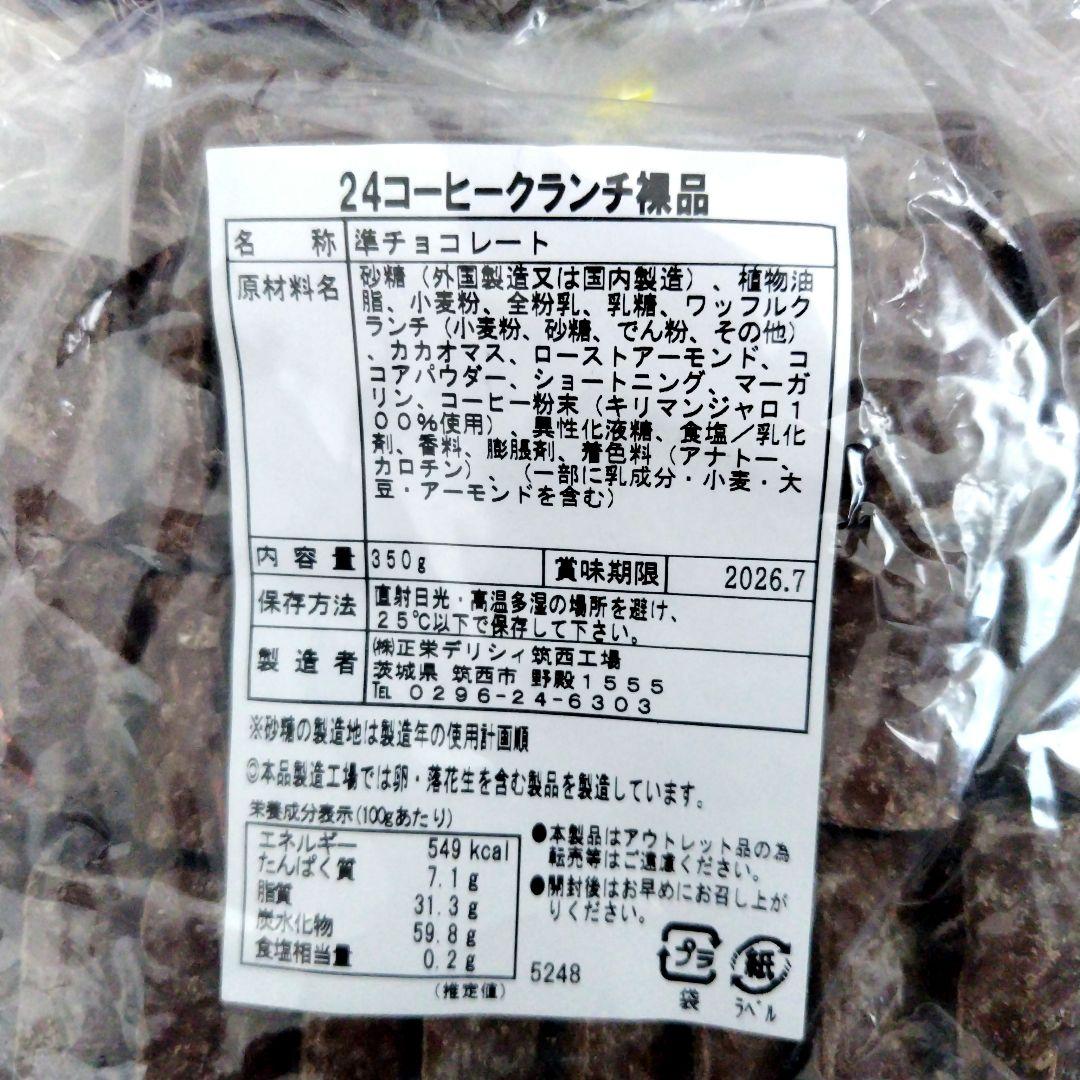 24コーヒークランチ裸品
名称 準チョコレート
原材料名 砂糖(外国製造又は国内製造)、植物油
脂、小麦粉、全粉乳、乳糖、ワッフルク
ランチ(小麦粉、砂糖、でん粉、その他)
、カカオマス、ローストアーモンド、コ
コアパウダー、ショートニング、マーガ
リン、コーヒー粉末(キリマンジャロ1
00%使用)、異性化液糖、食塩/乳化
剤、香料、膨脹剤、着色料(アナトー、
カロチン)、(一部に乳成分・小麦・大
豆・アーモンドを含む)
内容量 350g 賞味期限 2026.7
保存方法 直射日光・高温多湿の場所を避け、
25℃以下で保存して下さい。
製造者 ㈱正栄デリシィ筑西工場
茨城県 筑西市 野殿1555
℡ 0296-24-6303
※砂糖の製造地は製造年の使用計画順
◎本品製造工場では卵・落花生を含む製品を製造しています。
栄養成分表示(100gあたり)
エネルギー 549 kcal
たんぱく質 7.1 g
脂質 31.3 g
炭水化物 59.8 g
食塩相当量 0.2 g
(推定値)
●本製品はアウトレット品の為
転売等はご遠慮ください。
●開封後はお早めにお召し上が
りください。
5248
プラ
袋
紙
ラベル